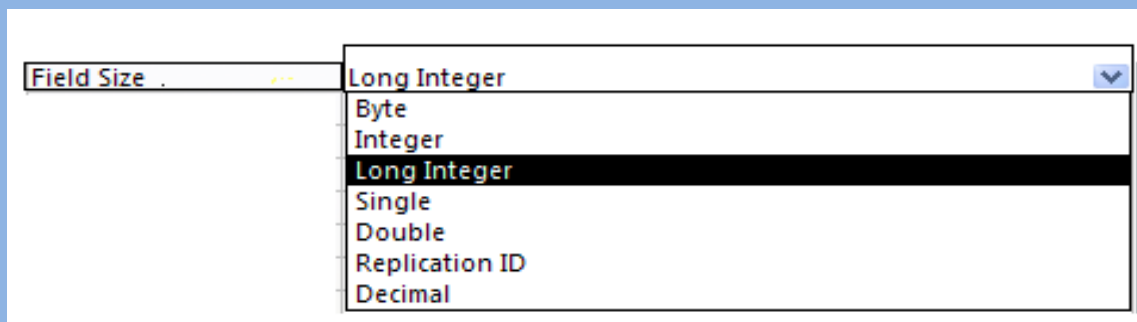 Field Size .
Long Integer
Byte
Integer
Long Integer
Single
Double
Replication ID
Decimal